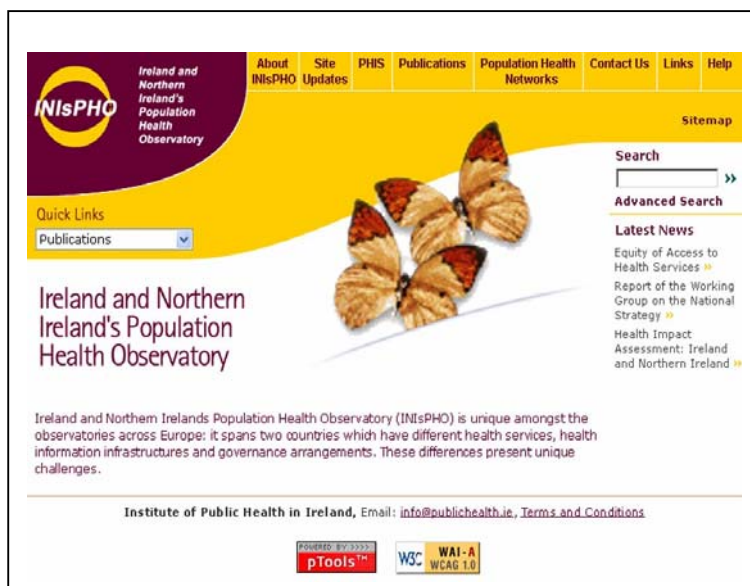 INIsPHO
Ireland and
Northern
Ireland's
Population
Health
Observatory
About INIsPHO
Site Updates
PHIS
Publications
Population Health Networks
Contact Us
Links
Help
Sitemap
Search
»
Advanced Search
Quick Links
Publications
Latest News
Equity of Access to
Health Services »
Report of the Working
Group on the National
Strategy »
Health Impact
Assessment: Ireland
and Northern Ireland »
Ireland and Northern
Ireland's Population
Health Observatory
Ireland and Northern Irelands Population Health Observatory (INIsPHO) is unique amongst the
observatories across Europe: it spans two countries which have different health services, health
information infrastructures and governance arrangements. These differences present unique
challenges.
Institute of Public Health in Ireland, Email: info@publichealth.ie, Terms and Conditions
POWERED BY >>>>
pTools™
W3C WAI-A
WCAG 1.0